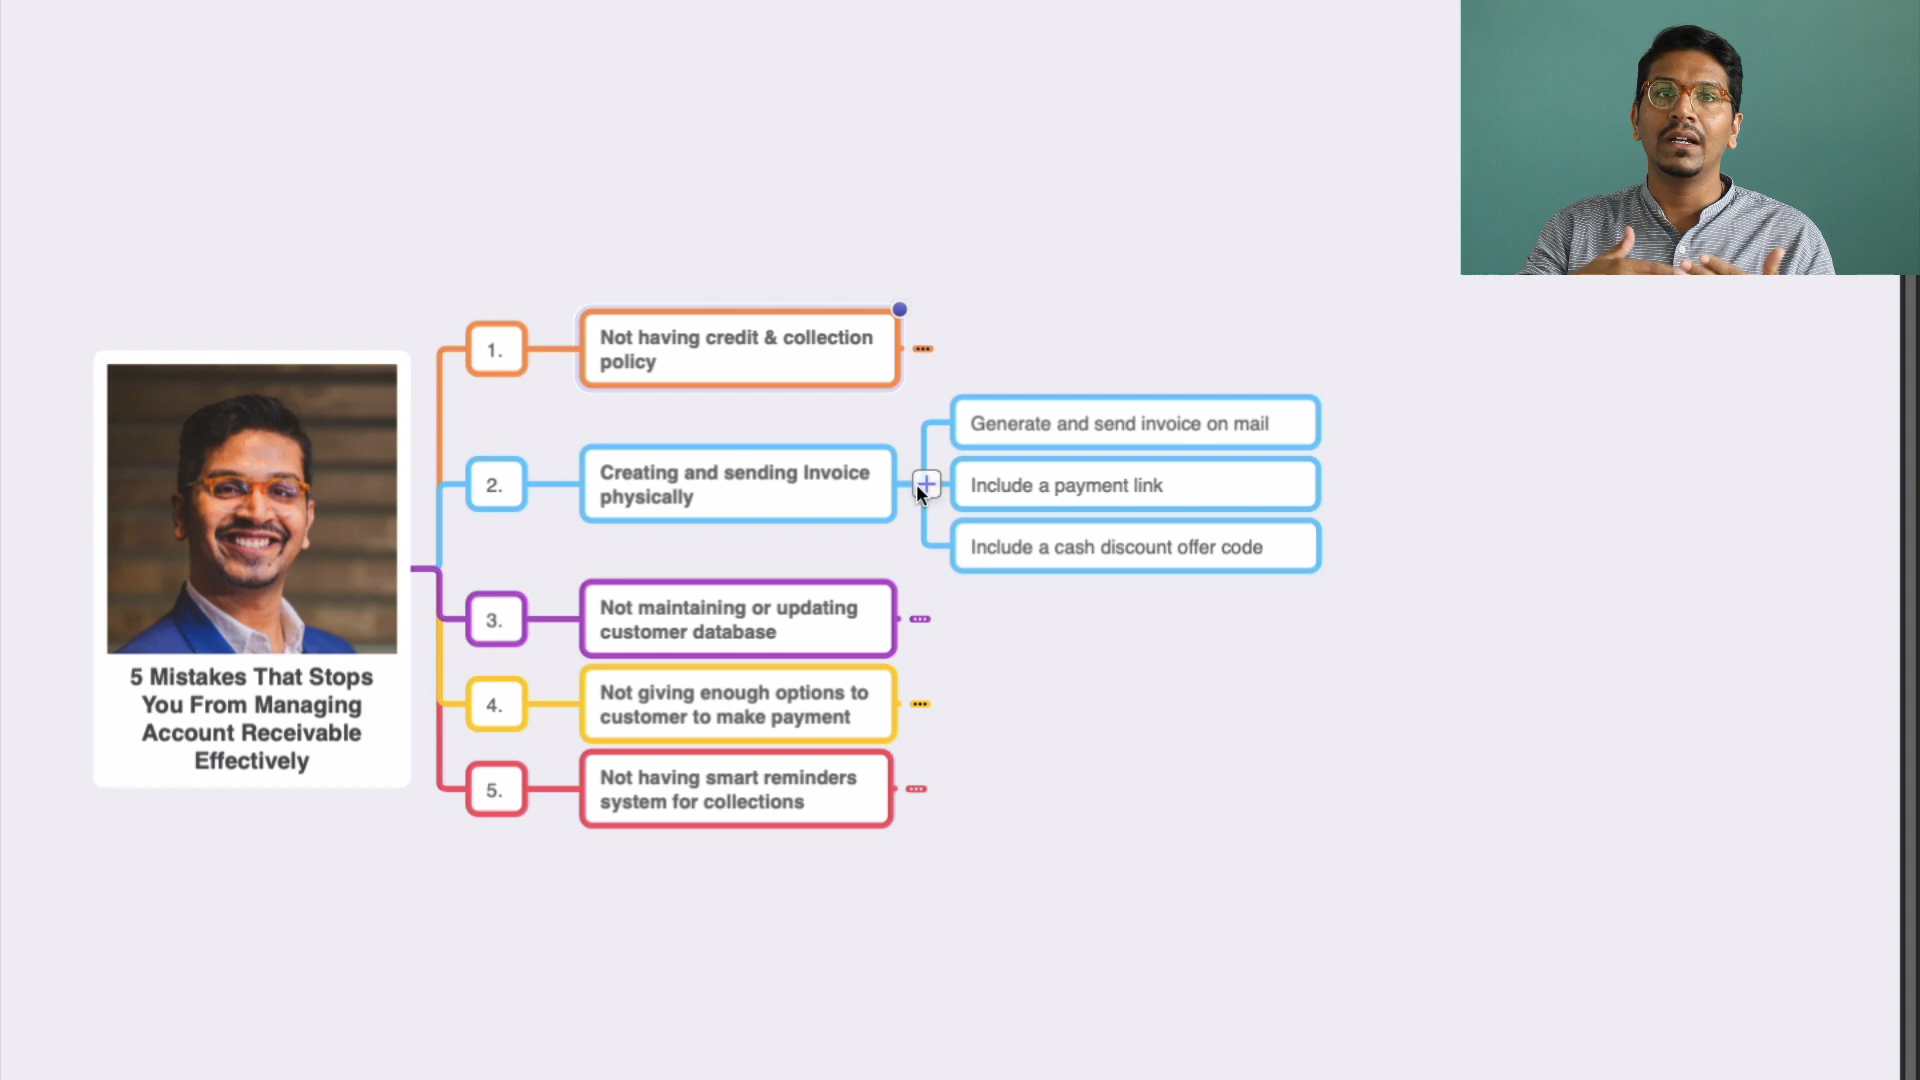 5 Mistakes That Stops
You From Managing
Account Receivable
Effectively
1.
Not having credit & collection
policy
2.
Creating and sending Invoice
physically
Generate and send invoice on mail
Include a payment link
Include a cash discount offer code
3.
Not maintaining or updating
customer database
4.
Not giving enough options to
customer to make payment
5.
Not having smart reminders
system for collections